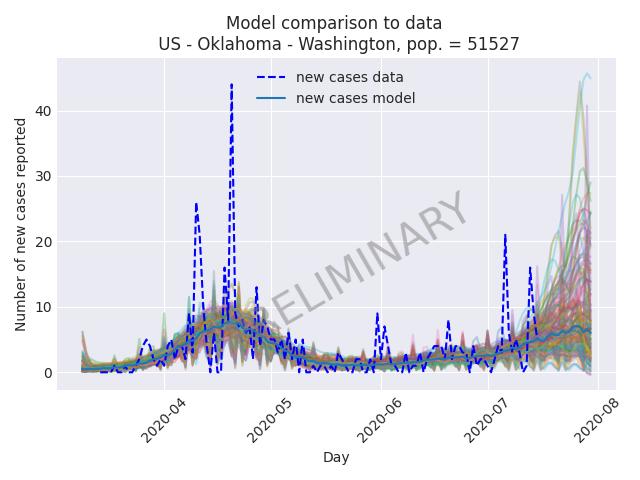 Model comparison to data
US - Oklahoma - Washington, pop. = 51527
new cases data
new cases model
Number of new cases reported
40
30
20
10
0
PRELIMINARY
2020-04
2020-05
2020-06
2020-07
2020-08
Day